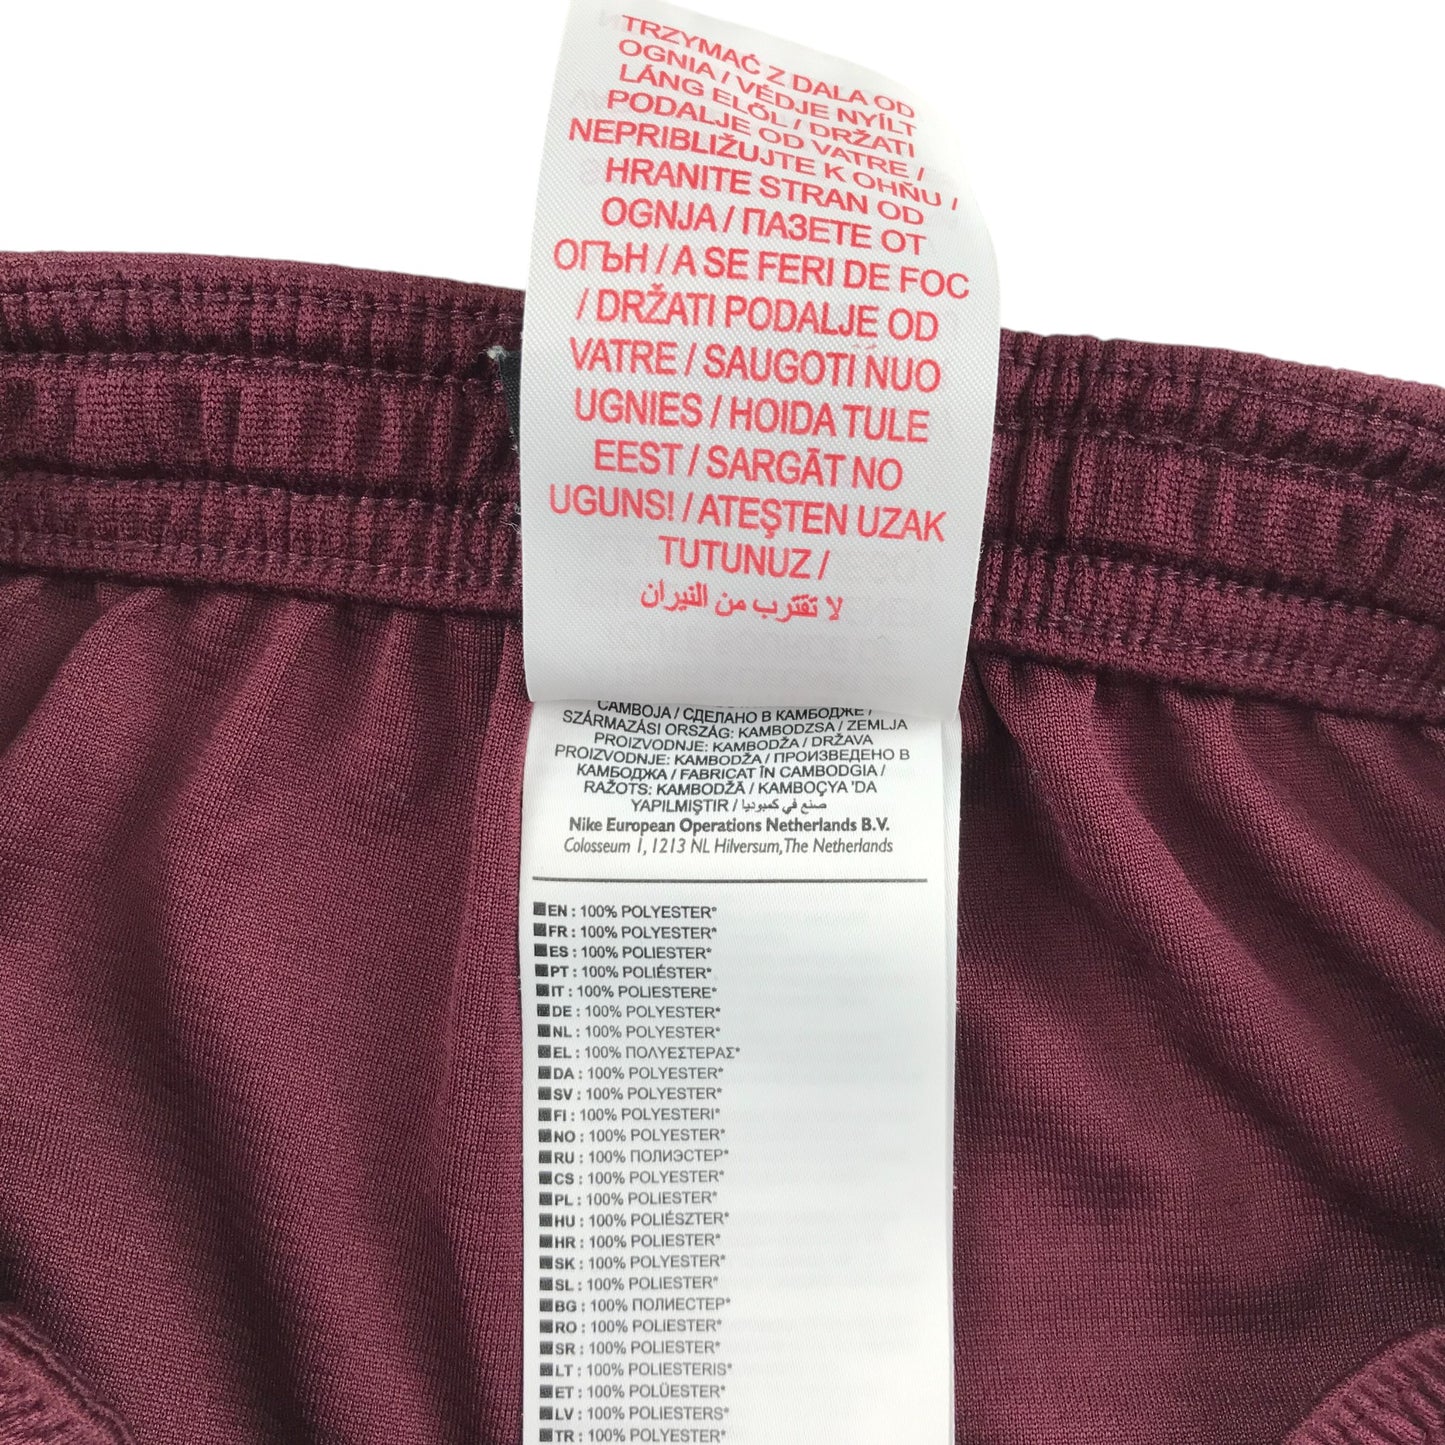 TRZYMAĆ Z DALA OD
OGNIA / VÉDJE NYÍLT
LÁNG ELŐL / DRŽATI
PODALJE OD VATRE /
NEPRIBLIŽUJTE K OHŇU /
HRANITE STRAN OD
OGNJA / ПАЗЕТЕ ОТ
ОГЪН / A SE FERI DE FOC
/ DRŽATI PODALJE OD
VATRE / SAUGOTI NUO
UGNIES / HOIDA TULE
EEST / SARGĀT NO
UGUNS! / ATEŞTEN UZAK
TUTUNUZ /
لا تقترب من النيران
CAMBOJA / СДЕЛАНО В КАМБОДЖЕ /
SZÁRMAZÁSI ORSZÁG: KAMBODZSA / ZEMLJA
PROIZVODNJE: KAMBODŽA / DRŽAVA
PROIZVODNJE: KAMBODŽA / ПРОИЗВЕДЕНО В
КАМБОДЖА / FABRICAT ÎN CAMBODGIA /
RAŽOTS: KAMBODŽĀ / KAMBOÇYA 'DA
YAPILMIŞTIR / صنع في كمبوديا
Nike European Operations Netherlands B.V.
Colosseum 1, 1213 NL Hilversum, The Netherlands
EN : 100% POLYESTER*
FR : 100% POLYESTER*
ES : 100% POLIÉSTER*
PT : 100% POLIÉSTER*
IT : 100% POLIESTERE*
DE : 100% POLYESTER*
NL : 100% POLYESTER*
EL : 100% ΠΟΛΥΕΣΤΕΡΑΣ*
DA : 100% POLYESTER*
SV : 100% POLYESTER*
FI : 100% POLYESTERI*
NO : 100% POLYESTER*
RU : 100% ПОЛИЭСТЕР*
CS : 100% POLYESTER*
PL : 100% POLIESTER*
HU : 100% POLIÉSZTER*
HR : 100% POLIESTER*
SK : 100% POLYESTER*
SL : 100% POLIESTER*
BG : 100% ПОЛИЕСТЕР*
RO : 100% POLIESTER*
SR : 100% POLIESTER*
LT : 100% POLIESTERIS*
ET : 100% POLÜESTER*
LV : 100% POLIESTERS*
TR : 100% POLYESTER*